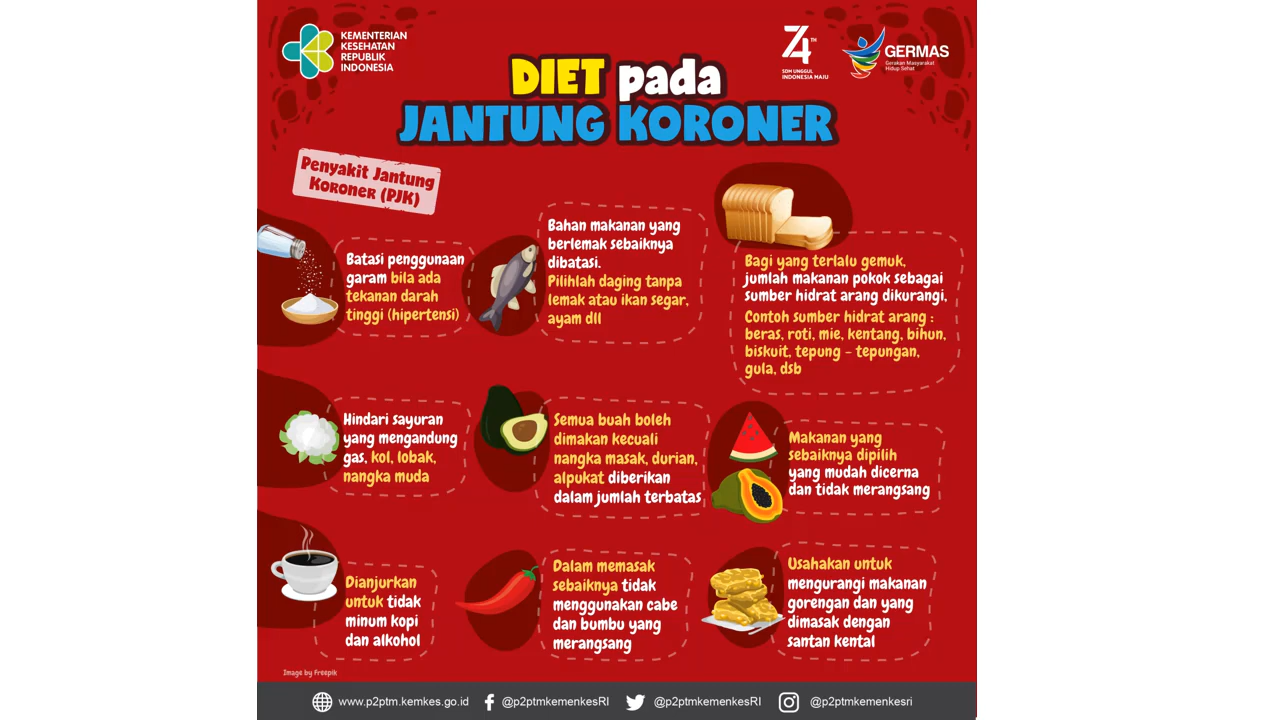 KEMENTERIAN
KESEHATAN
REPUBLIK
INDONESIA
74TH
SDM UNGGUL
INDONESIA MAJU
GERMAS
Gerakan Masyarakat
Hidup Sehat
DIET pada
JANTUNG KORONER
Penyakit Jantung
Koroner (PJK)
Batasi penggunaan
garam bila ada
tekanan darah
tinggi (hipertensi)
Bahan makanan yang
berlemak sebaiknya
dibatasi.
Pilihlah daging tanpa
lemak atau ikan segar,
ayam dll
Bagi yang terlalu gemuk,
jumlah makanan pokok sebagai
sumber hidrat arang dikurangi.
Contoh sumber hidrat arang :
beras, roti, mie, kentang, bihun,
biskuit, tepung - tepungan,
gula, dsb
Hindari sayuran
yang mengandung
gas, kol, lobak,
nangka muda
Semua buah boleh
dimakan kecuali
nangka masak, durian,
alpukat diberikan
dalam jumlah terbatas
Makanan yang
sebaiknya dipilih
yang mudah dicerna
dan tidak merangsang
Dianjurkan
untuk tidak
minum kopi
dan alkohol
Dalam memasak
sebaiknya tidak
menggunakan cabe
dan bumbu yang
merangsang
Usahakan untuk
mengurangi makanan
gorengan dan yang
dimasak dengan
santan kental
Image by Freepik
www.p2ptm.kemkes.go.id
@p2ptmkemenkesRI
@p2ptmkemenkesRI
@p2ptmkemenkesri